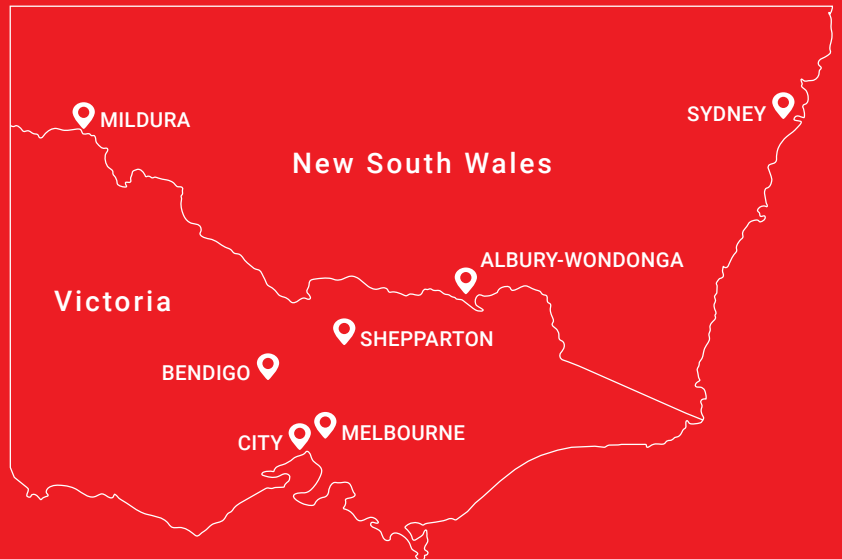 MILDURA
SYDNEY
New South Wales
ALBURY-WONDONGA
Victoria
SHEPPARTON
BENDIGO
MELBOURNE
CITY